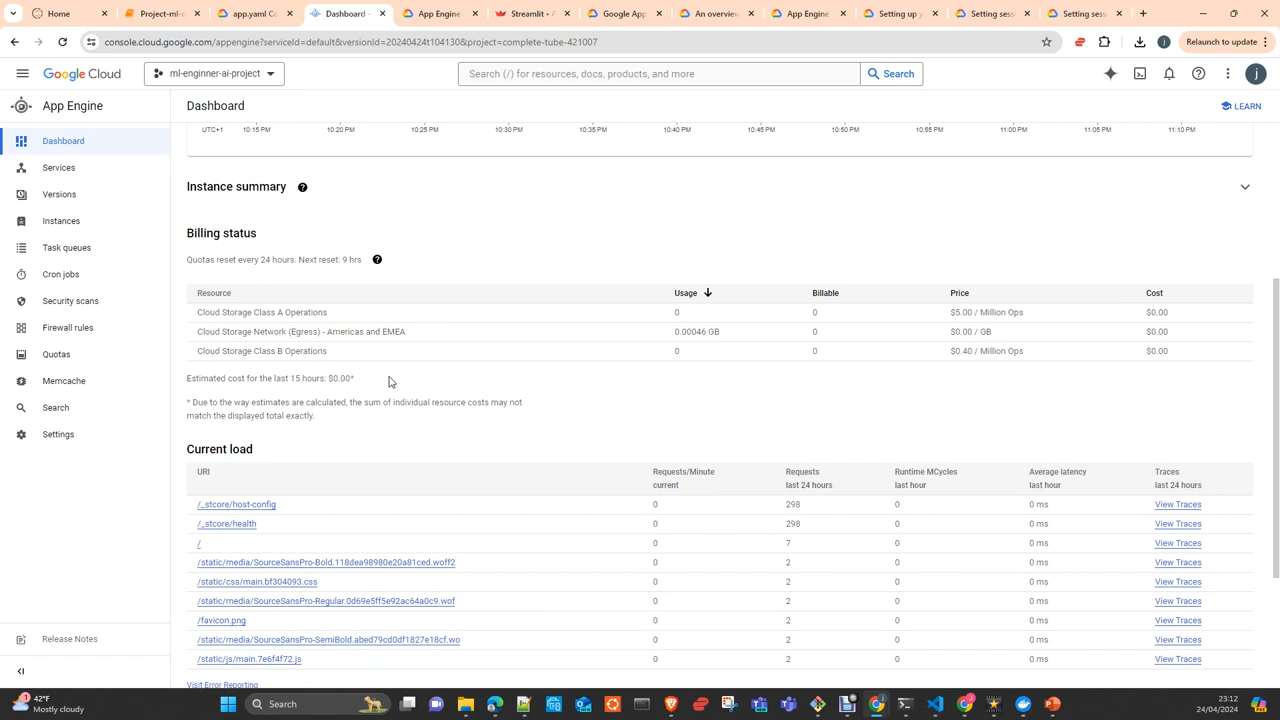 Home
Project-ml-
app.yaml Co
Dashboard -
App Engine
Streamlit • A
Google App
An overview
App Engine
Setting up y
Setting sess
Setting sess
console.cloud.google.com/appengine?serviceId=default&versionId=20240424t104130&project=complete-tube-421007
Relaunch to update
Google Cloud
ml-enginner-ai-project
Search (/) for resources, docs, products, and more
Search
App Engine
Dashboard
LEARN
Dashboard
Services
Versions
Instances
Task queues
Cron jobs
Security scans
Firewall rules
Quotas
Memcache
Search
Settings
Release Notes
UTC+1 10:15 PM 10:20 PM 10:25 PM 10:30 PM 10:35 PM 10:40 PM 10:45 PM 10:50 PM 10:55 PM 11:00 PM 11:05 PM 11:10 PM
Instance summary
Billing status
Quotas reset every 24 hours. Next reset: 9 hrs
Resource Usage Billable Price Cost
Cloud Storage Class A Operations 0 0 $5.00 / Million Ops $0.00
Cloud Storage Network (Egress) - Americas and EMEA 0.00046 GB 0 $0.00 / GB $0.00
Cloud Storage Class B Operations 0 0 $0.40 / Million Ops $0.00
Estimated cost for the last 15 hours: $0.00*
* Due to the way estimates are calculated, the sum of individual resource costs may not
match the displayed total exactly.
Current load
URI Requests/Minute Requests Runtime MCycles Average latency Traces
current last 24 hours last hour last hour last 24 hours
/_stcore/host-config 0 298 0 0 ms View Traces
/_stcore/health 0 298 0 0 ms View Traces
/ 0 7 0 0 ms View Traces
/static/media/SourceSansPro-Bold.118dea98980e20a81ced.woff2 0 2 0 0 ms View Traces
/static/css/main.bf304093.css 0 2 0 0 ms View Traces
/static/media/SourceSansPro-Regular.0d69e5ff5e92ac64a0c9.wof 0 2 0 0 ms View Traces
/favicon.png 0 2 0 0 ms View Traces
/static/media/SourceSansPro-SemiBold.abed79cd0df1827e18cf.wo 0 2 0 0 ms View Traces
/static/js/main.7e6f4f72.js 0 2 0 0 ms View Traces
Visit Error Reporting
42°F
Mostly cloudy
Search
23:12
24/04/2024